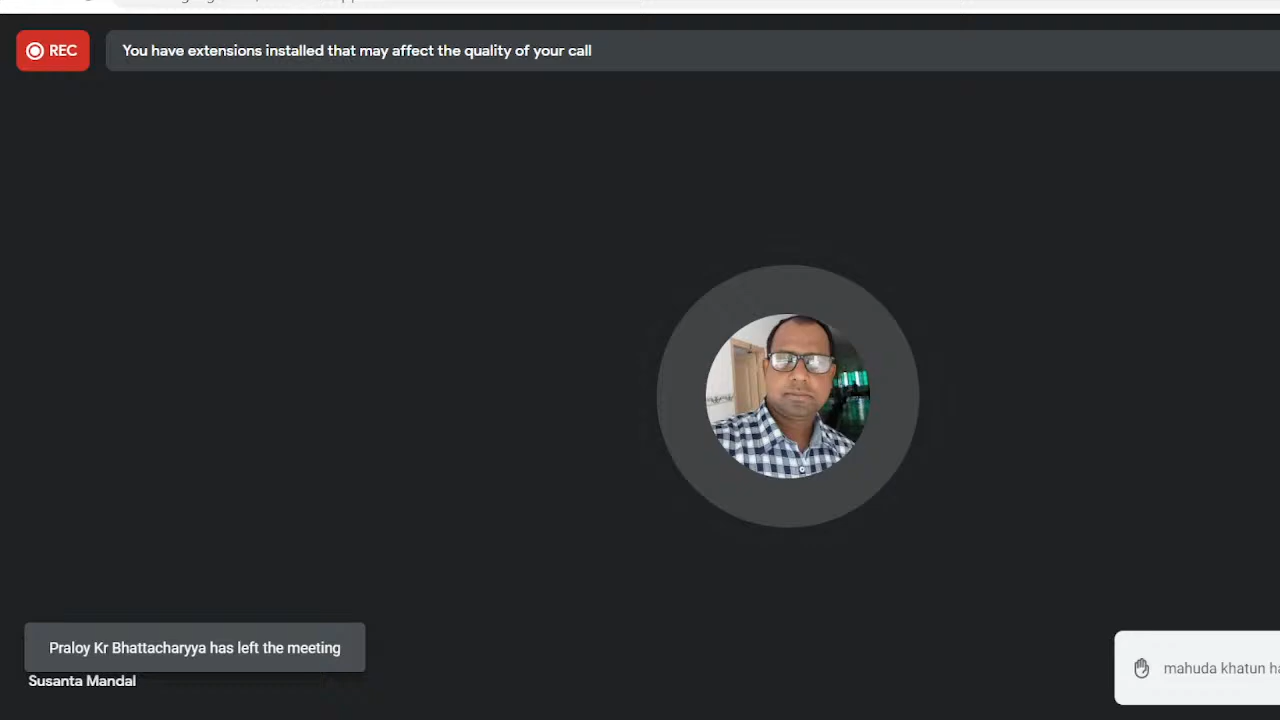 REC
You have extensions installed that may affect the quality of your call
Praloy Kr Bhattacharyya has left the meeting
Susanta Mandal
mahuda khatun ha